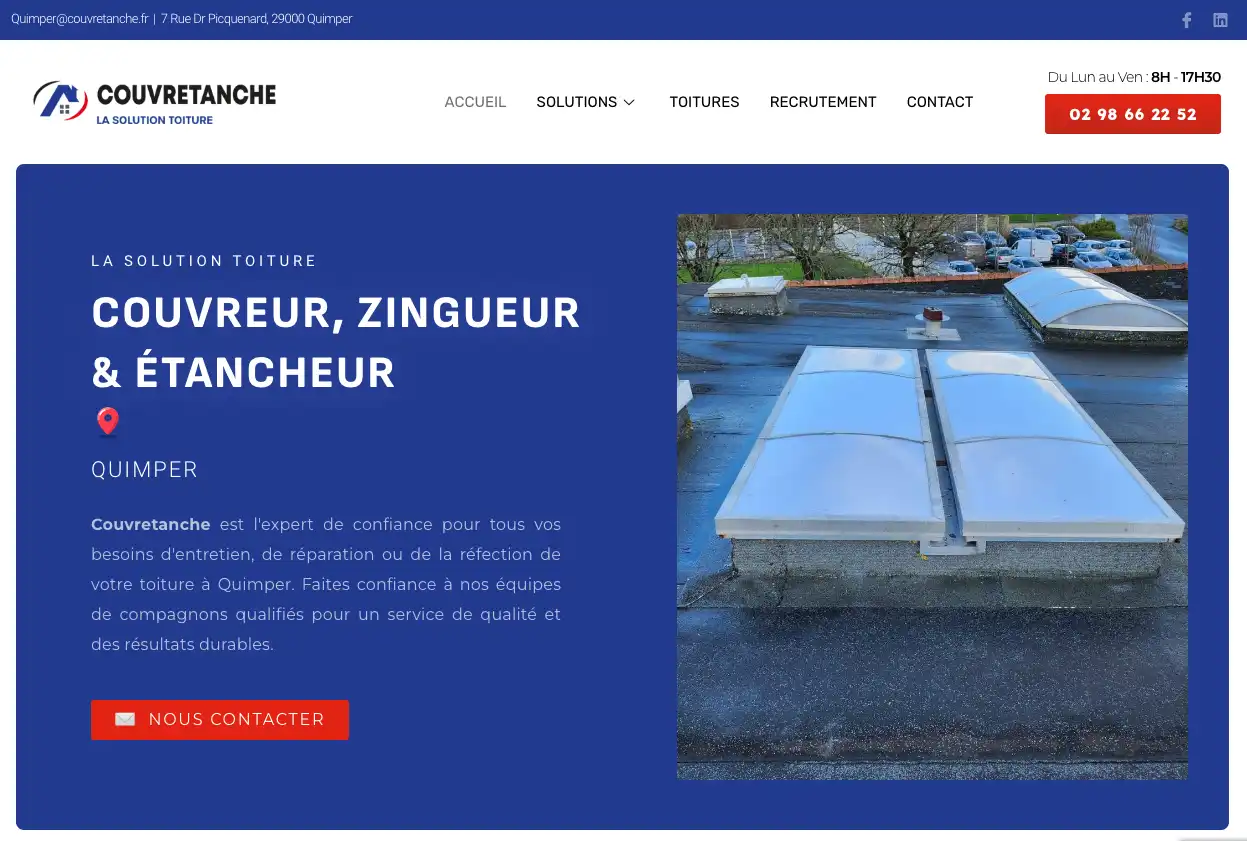 Quimper@couvretanche.fr | 7 Rue Dr Picquenard, 29000 Quimper
COUVRETANCHE
LA SOLUTION TOITURE
ACCUEIL
SOLUTIONS
TOITURES
RECRUTEMENT
CONTACT
Du Lun au Ven : 8H - 17H30
02 98 66 22 52
LA SOLUTION TOITURE
COUVREUR, ZINGUEUR
& ÉTANCHEUR
QUIMPER
Couvretanche est l'expert de confiance pour tous vos
besoins d'entretien, de réparation ou de la réfection de
votre toiture à Quimper. Faites confiance à nos équipes
de compagnons qualifiés pour un service de qualité et
des résultats durables.
NOUS CONTACTER